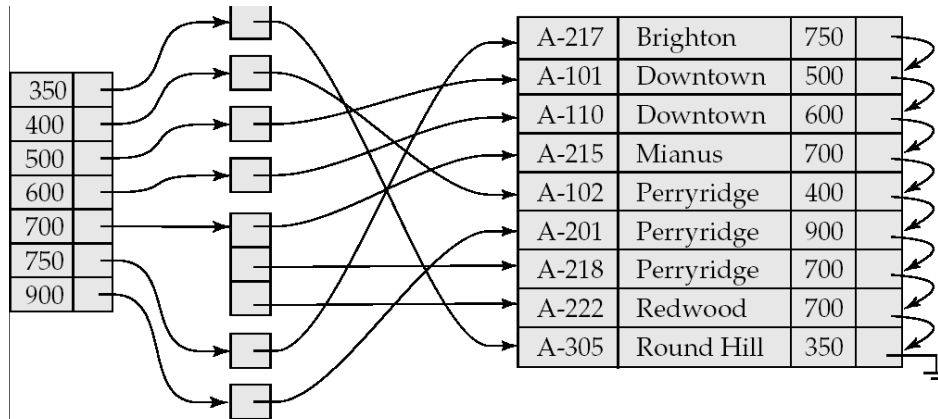 350
400
500
600
700
750
900
A-217 Brighton 750
A-101 Downtown 500
A-110 Downtown 600
A-215 Mianus 700
A-102 Perryridge 400
A-201 Perryridge 900
A-218 Perryridge 700
A-222 Redwood 700
A-305 Round Hill 350